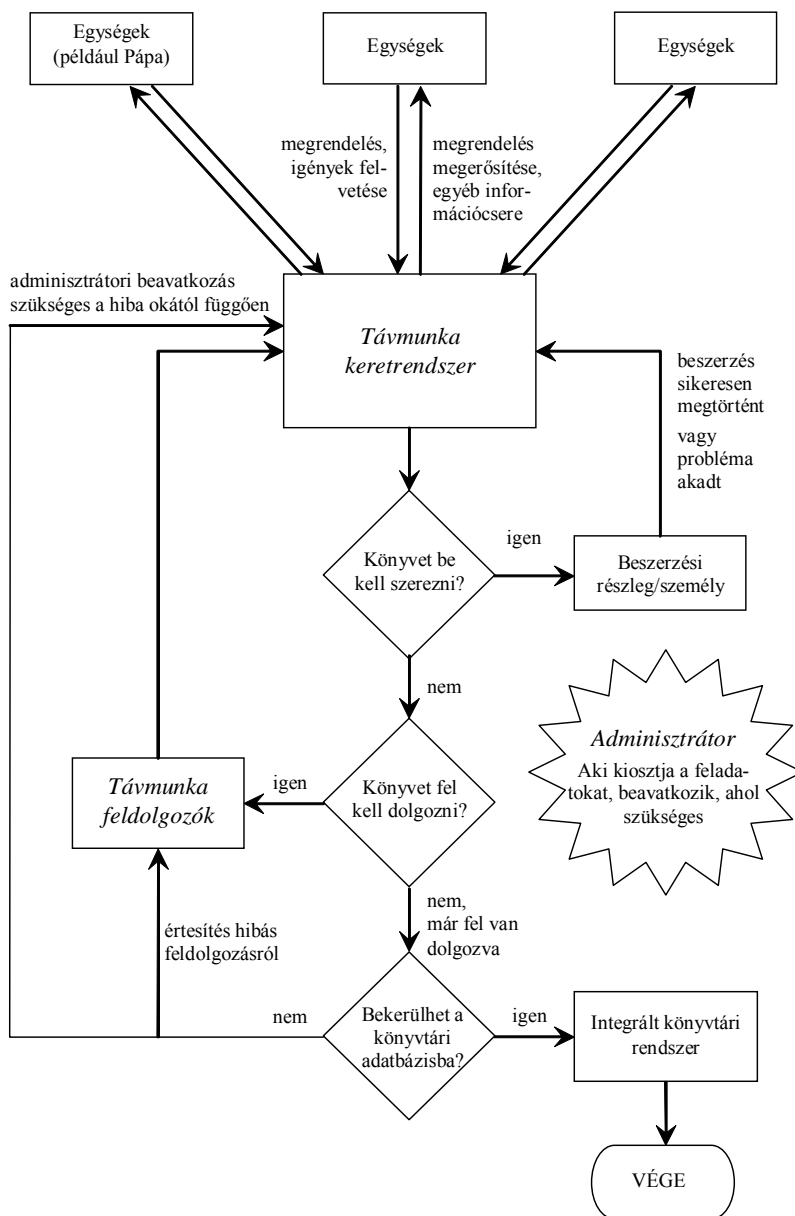 Egységek
(például Pápa)
Egységek
Egységek
megrendelés,
igények fel-
vetése
megrendelés
megerősítése,
egyéb infor-
mációcsere
adminisztrátori beavatkozás
szükséges a hiba okától függően
Távmunka
keretrendszer
beszerzés
sikeresen
megtörtént
vagy
probléma
akadt
Könyvet be
kell szerezni?
igen
Beszerzési
részleg/személy
nem
Adminisztrátor
Aki kiosztja a felada-
tokat, beavatkozik, ahol
szükséges
Távmunka
feldolgozók
igen
Könyvet fel
kell dolgozni?
nem,
már fel van
dolgozva
értesítés hibás
feldolgozásról
nem
Bekerülhet a
könyvtári
adatbázisba?
igen
Integrált könyvtári
rendszer
VÉGE